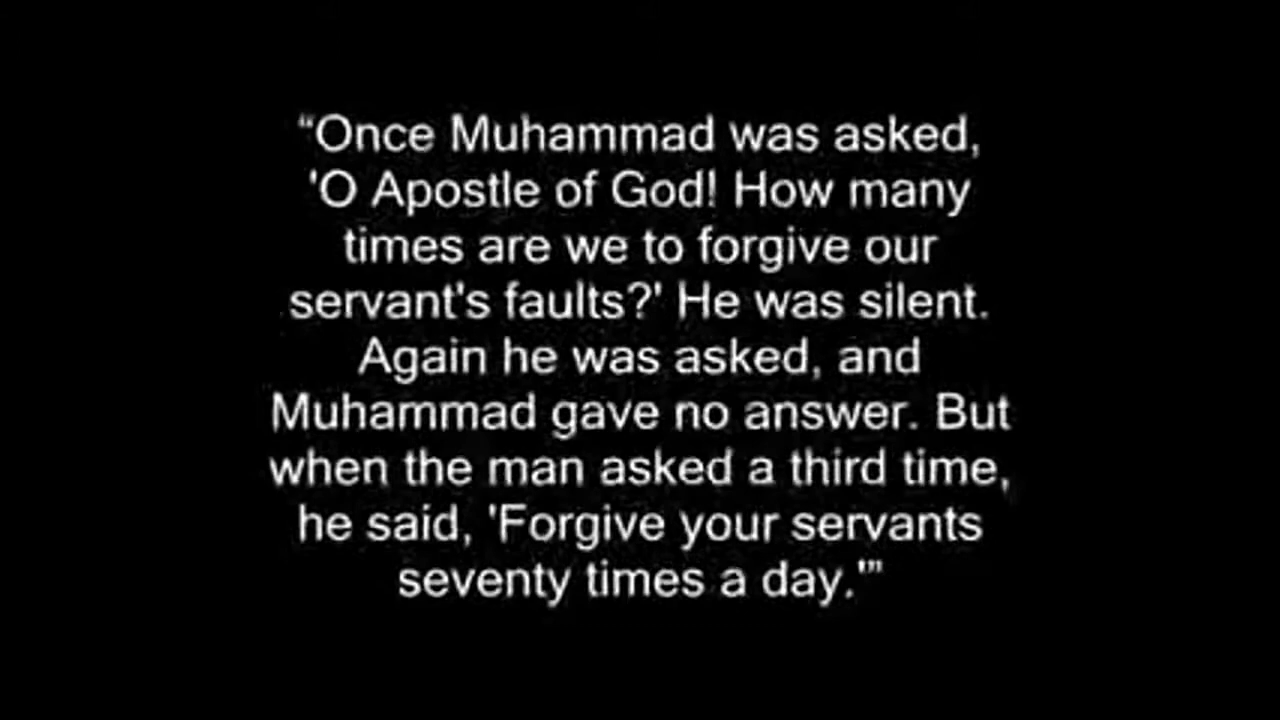 “Once Muhammad was asked,
'O Apostle of God! How many
times are we to forgive our
servant's faults?' He was silent.
Again he was asked, and
Muhammad gave no answer. But
when the man asked a third time,
he said, 'Forgive your servants
seventy times a day.'”